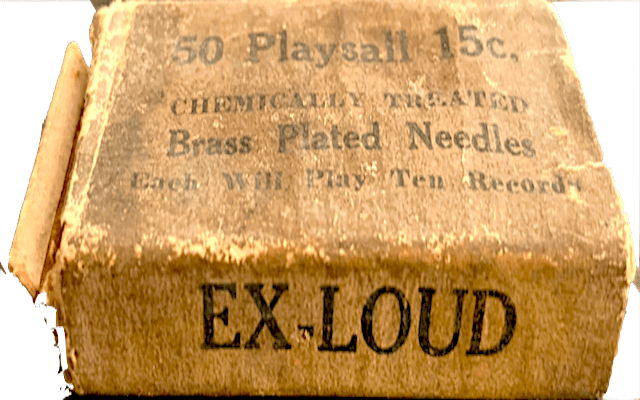 50 Playsall 15c.
CHEMICALLY TREATED
Brass Plated Needles
Each Will Play Ten Records
EX-LOUD